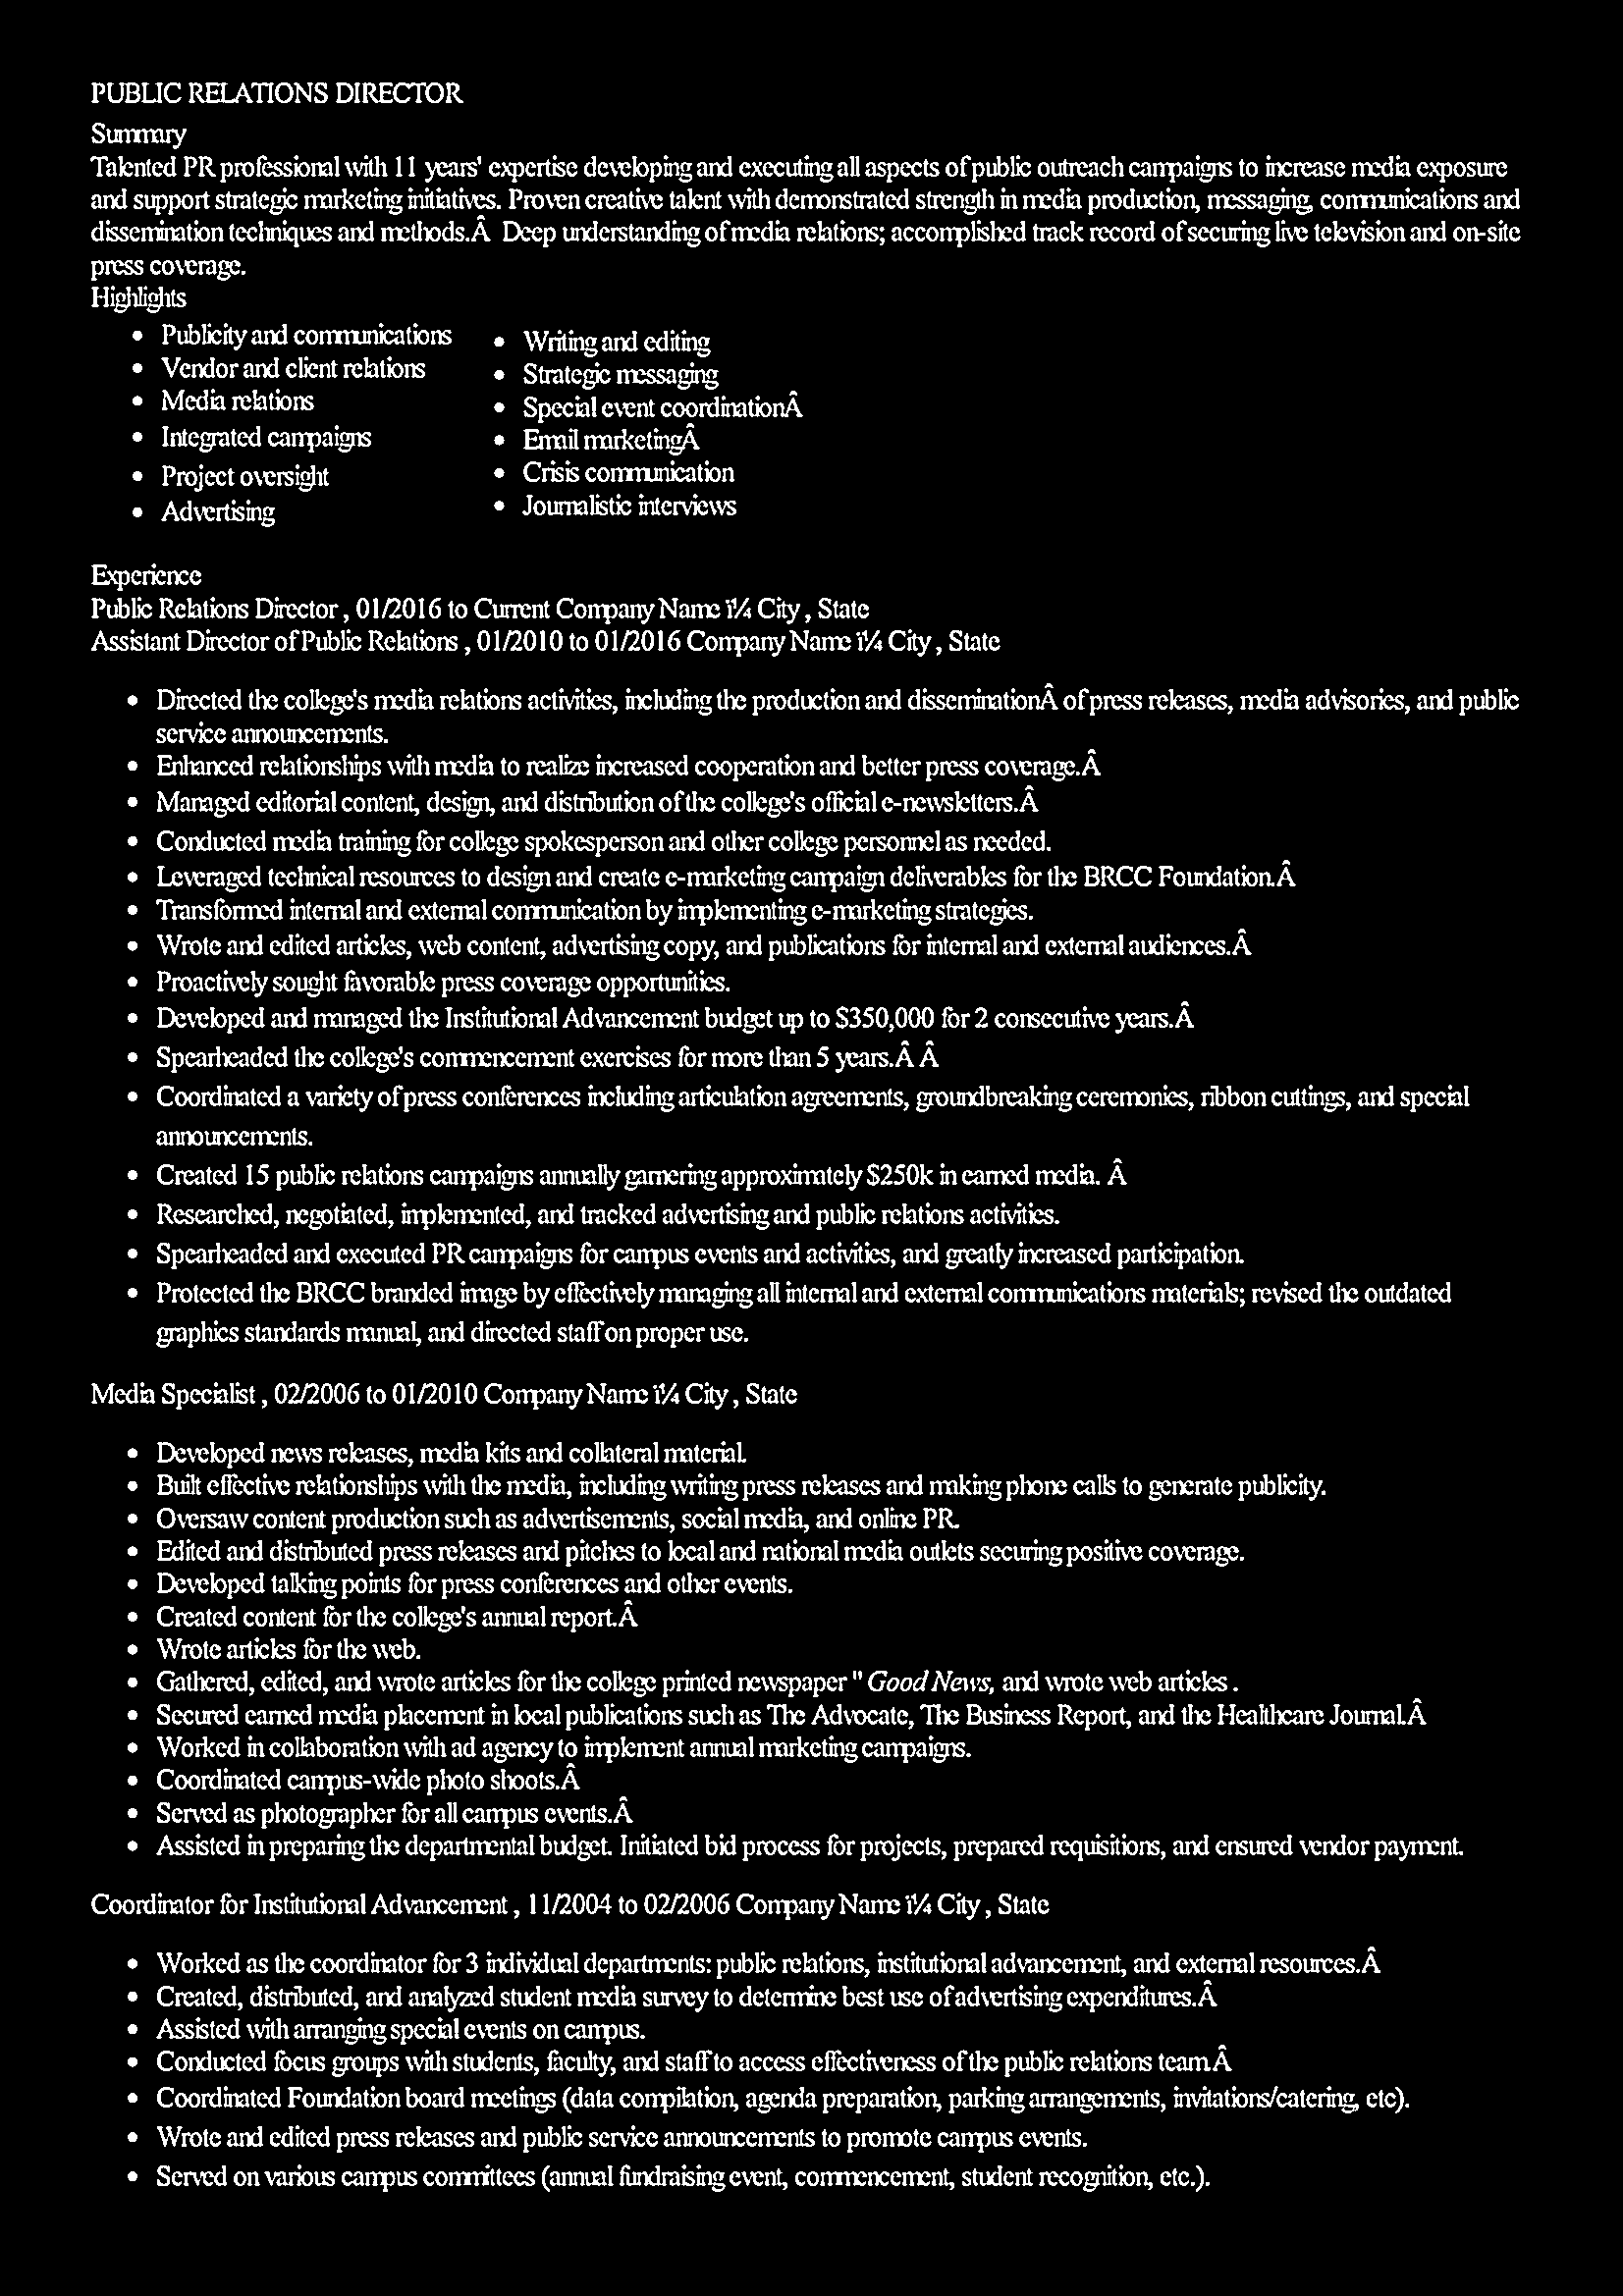 PUBLIC RELATIONS DIRECTOR
Summary
Talented PR professional with 11 years' expertise developing and executing all aspects of public outreach campaigns to increase media exposure
and support strategic marketing initiatives. Proven creative talent with demonstrated strength in media production, messaging, communications and
dissemination techniques and methods.Â  Deep understanding of media relations; accomplished track record of securing live television and on-site
press coverage.
Highlights
• Publicity and communications
• Vendor and client relations
• Media relations
• Integrated campaigns
• Project oversight
• Advertising
• Writing and editing
• Strategic messaging
• Special event coordinationÂ
• Email marketingÂ
• Crisis communication
• Journalistic interviews
Experience
Public Relations Director , 01/2016 to Current Company Name ï¼ City , State
Assistant Director of Public Relations , 01/2010 to 01/2016 Company Name ï¼ City , State
• Directed the college's media relations activities, including the production and disseminationÂ of press releases, media advisories, and public
service announcements.
• Enhanced relationships with media to realize increased cooperation and better press coverage.Â
• Managed editorial content, design, and distribution of the college's official e-newsletters.Â
• Conducted media training for college spokesperson and other college personnel as needed.
• Leveraged technical resources to design and create e-marketing campaign deliverables for the BRCC Foundation.Â
• Transformed internal and external communication by implementing e-marketing strategies.
• Wrote and edited articles, web content, advertising copy, and publications for internal and external audiences.Â
• Proactively sought favorable press coverage opportunities.
• Developed and managed the Institutional Advancement budget up to $350,000 for 2 consecutive years.Â
• Spearheaded the college's commencement exercises for more than 5 years.Â Â
• Coordinated a variety of press conferences including articulation agreements, groundbreaking ceremonies, ribbon cuttings, and special
announcements.
• Created 15 public relations campaigns annually garnering approximately $250k in earned media. Â
• Researched, negotiated, implemented, and tracked advertising and public relations activities.
• Spearheaded and executed PR campaigns for campus events and activities, and greatly increased participation.
• Protected the BRCC branded image by effectively managing all internal and external communications materials; revised the outdated
graphics standards manual, and directed staff on proper use.
Media Specialist , 02/2006 to 01/2010 Company Name ï¼ City , State
• Developed news releases, media kits and collateral material.
• Built effective relationships with the media, including writing press releases and making phone calls to generate publicity.
• Oversaw content production such as advertisements, social media, and online PR.
• Edited and distributed press releases and pitches to local and national media outlets securing positive coverage.
• Developed talking points for press conferences and other events.
• Created content for the college's annual report.Â
• Wrote articles for the web.
• Gathered, edited, and wrote articles for the college printed newspaper " Good News, and wrote web articles .
• Secured earned media placement in local publications such as The Advocate, The Business Report, and the Healthcare Journal.Â
• Worked in collaboration with ad agency to implement annual marketing campaigns.
• Coordinated campus-wide photo shoots.Â
• Served as photographer for all campus events.Â
• Assisted in preparing the departmental budget. Initiated bid process for projects, prepared requisitions, and ensured vendor payment.
Coordinator for Institutional Advancement , 11/2004 to 02/2006 Company Name ï¼ City , State
• Worked as the coordinator for 3 individual departments: public relations, institutional advancement, and external resources.Â
• Created, distributed, and analyzed student media survey to determine best use of advertising expenditures.Â
• Assisted with arranging special events on campus.
• Conducted focus groups with students, faculty, and staff to access effectiveness of the public relations team.Â
• Coordinated Foundation board meetings (data compilation, agenda preparation, parking arrangements, invitations/catering, etc).
• Wrote and edited press releases and public service announcements to promote campus events.
• Served on various campus committees (annual fundraising event, commencement, student recognition, etc.).